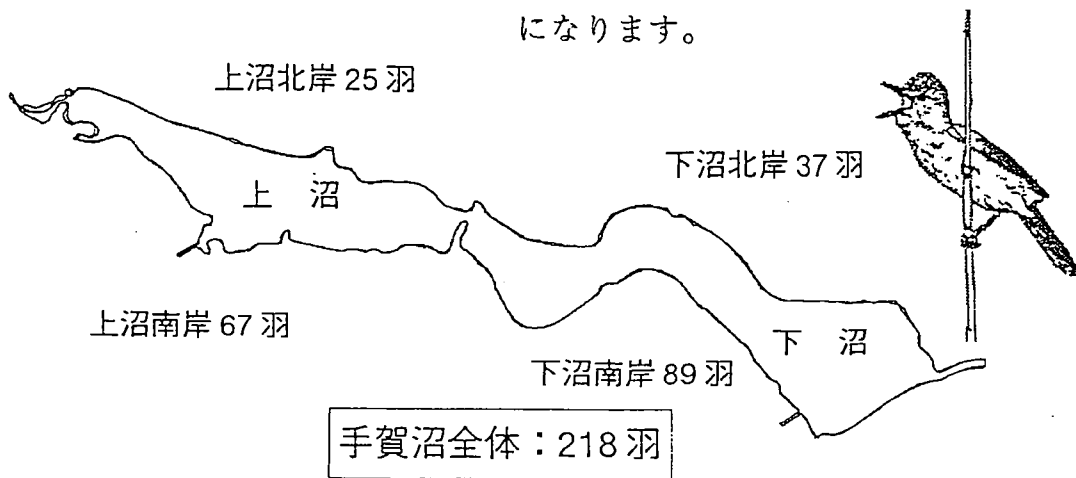 になります。
上沼北岸 25 羽
下沼北岸 37 羽
上 沼
上沼南岸 67 羽
下 沼
下沼南岸 89 羽
手賀沼全体：218 羽